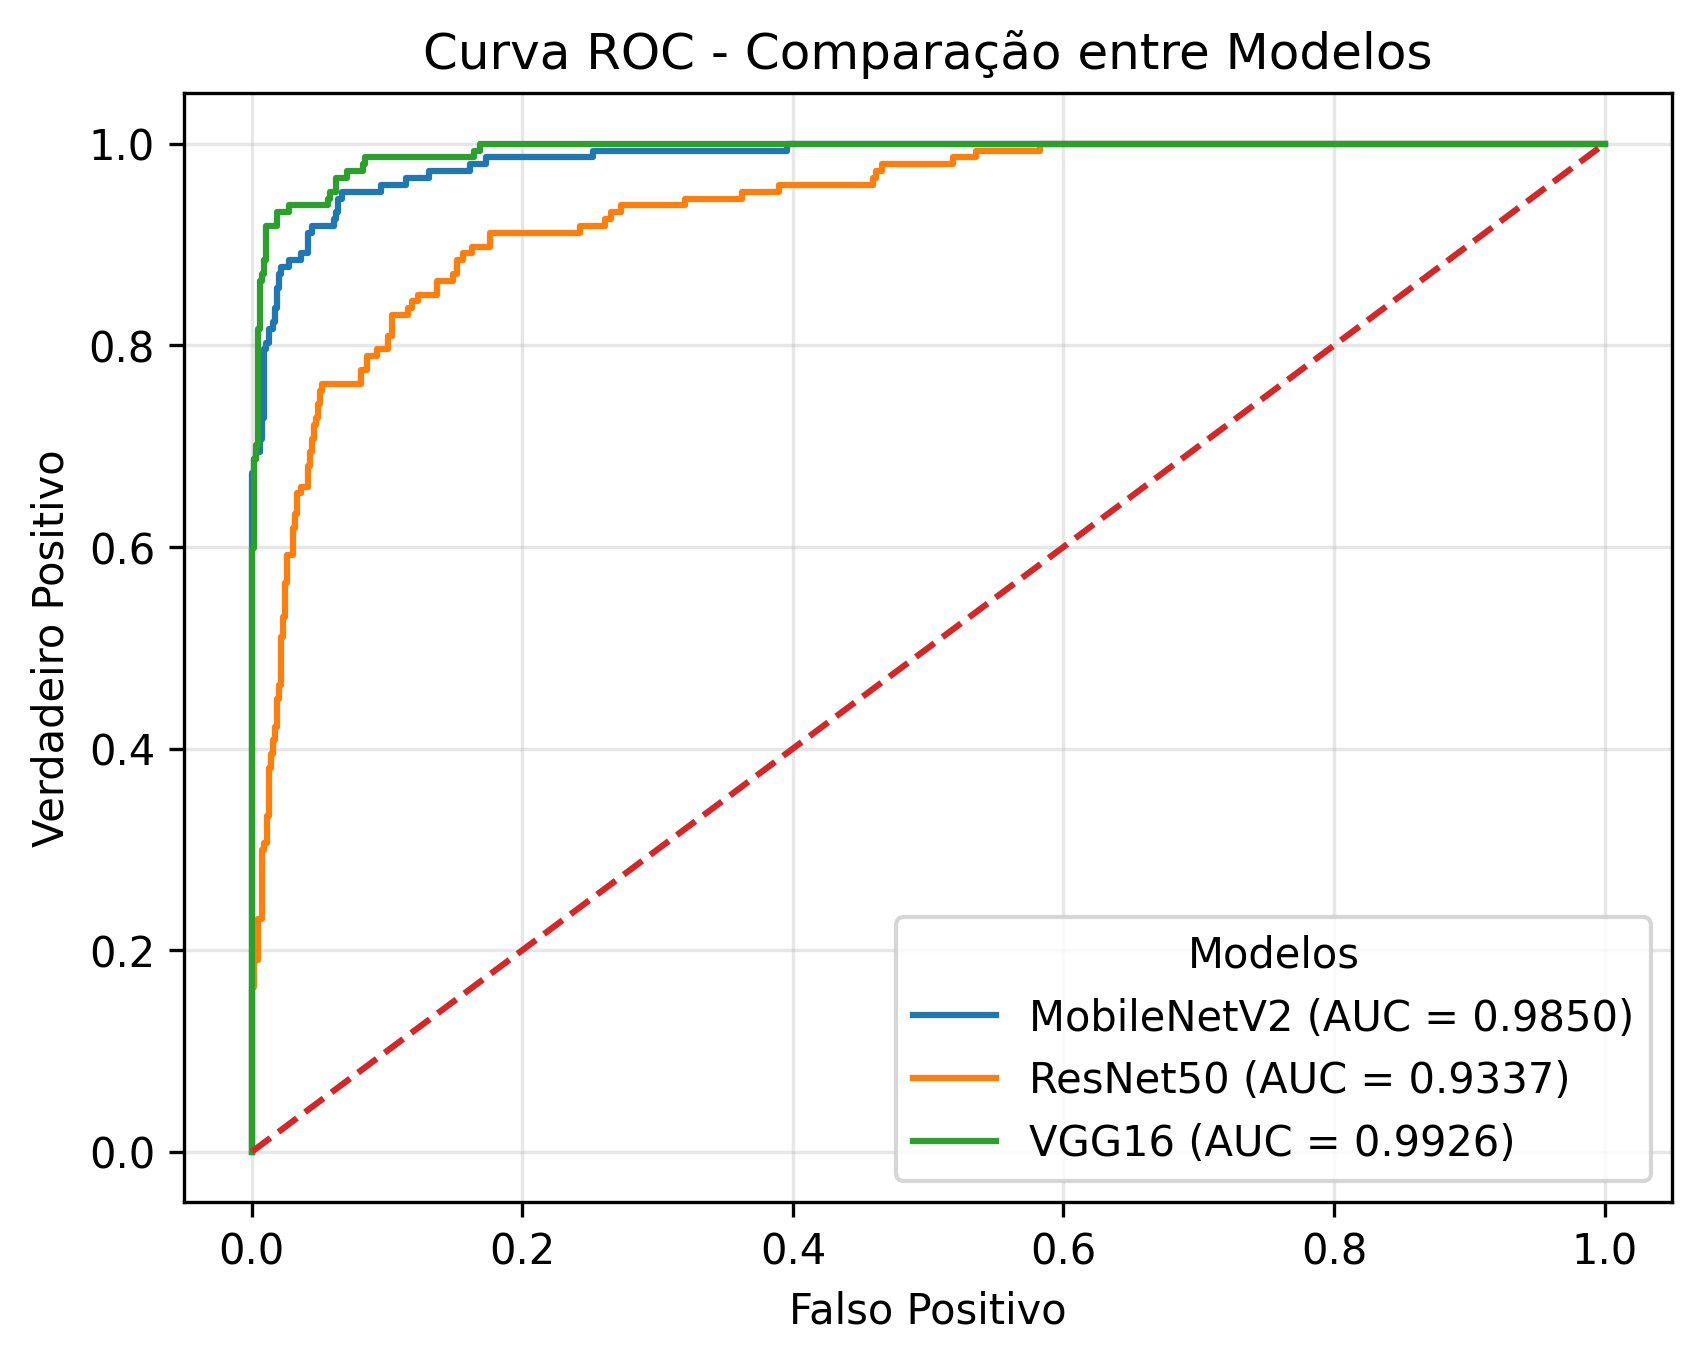 Curva ROC - Comparação entre Modelos
Verdadeiro Positivo
1.0
0.8
0.6
0.4
0.2
0.0
0.0 0.2 0.4 0.6 0.8 1.0
Falso Positivo
Modelos
MobileNetV2 (AUC = 0.9850)
ResNet50 (AUC = 0.9337)
VGG16 (AUC = 0.9926)